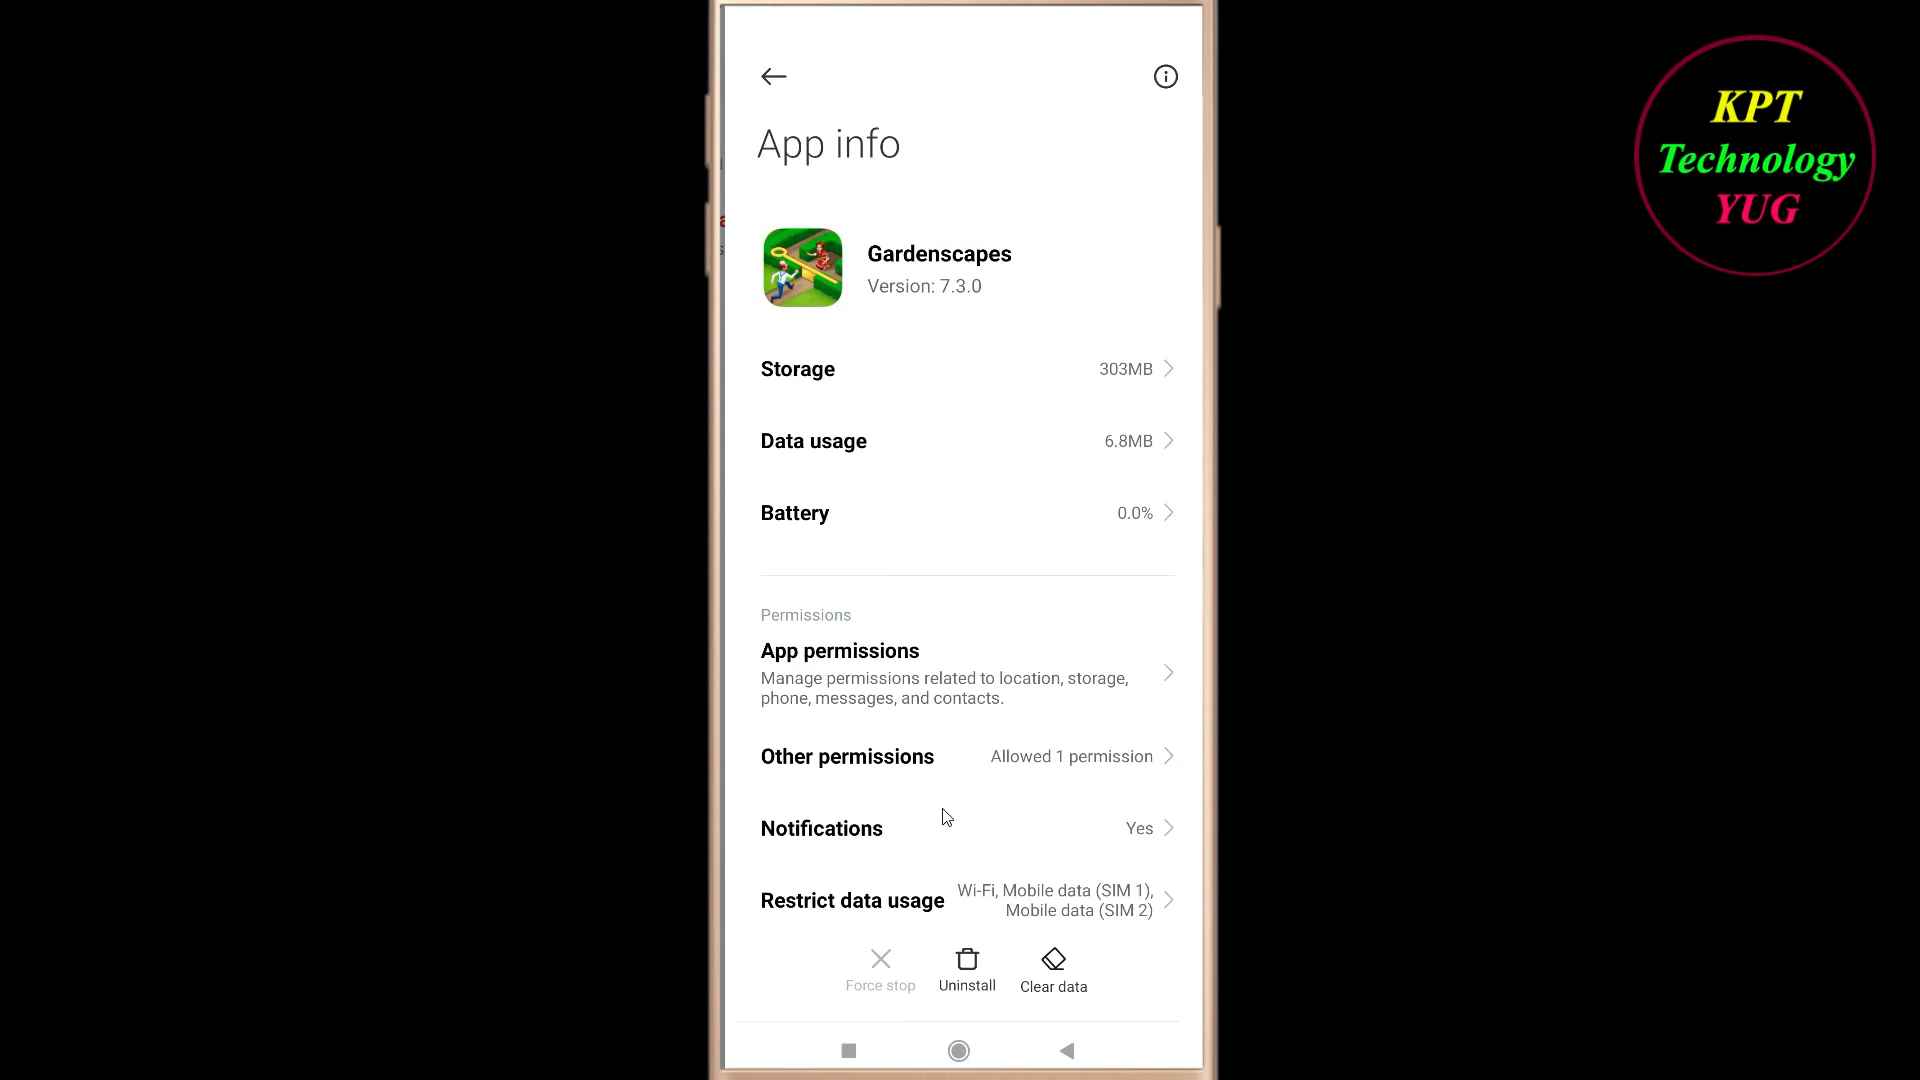 KPT
Technology
YUG
App info
Gardenscapes
Version: 7.3.0
Storage 303MB
Data usage 6.8MB
Battery 0.0%
Permissions
App permissions
Manage permissions related to location, storage,
phone, messages, and contacts.
Other permissions Allowed 1 permission
Notifications Yes
Restrict data usage Wi-Fi, Mobile data (SIM 1),
Mobile data (SIM 2)
Force stop Uninstall Clear data